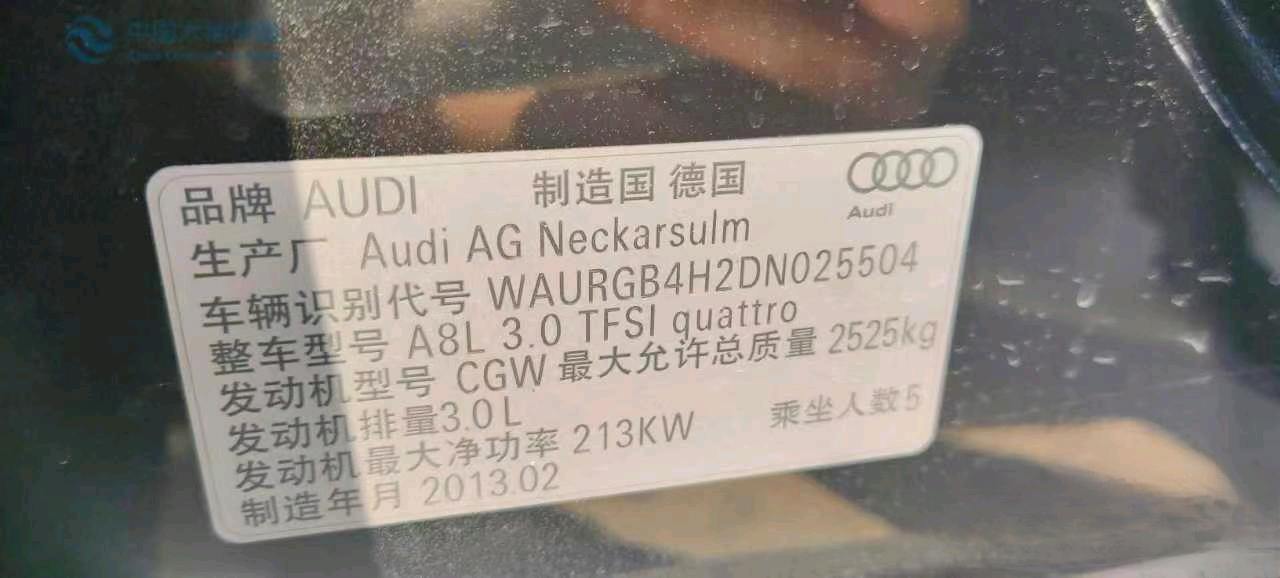 品牌 AUDI 制造国 德国
Audi
生产厂 Audi AG Neckarsulm
车辆识别代号 WAURGB4H2DN025504
整车型号 A8L 3.0 TFSI quattro
发动机型号 CGW 最大允许总质量 2525kg
发动机排量3.0L
发动机最大净功率 213KW 乘坐人数5
制造年月 2013.02